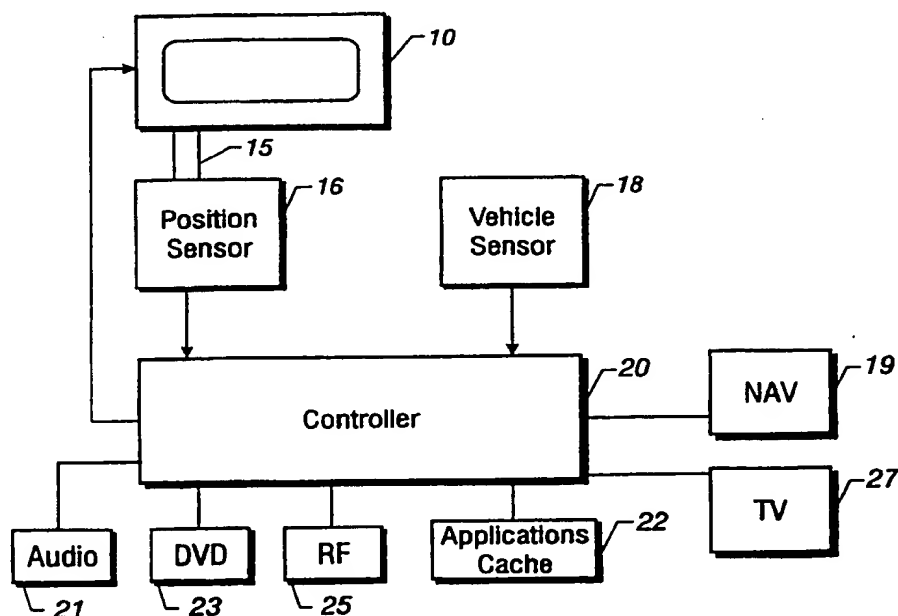 10
15
Position
Sensor
16
Vehicle
Sensor
18
Controller
20
NAV
19
TV
27
Audio
21
DVD
23
RF
25
Applications
Cache
22